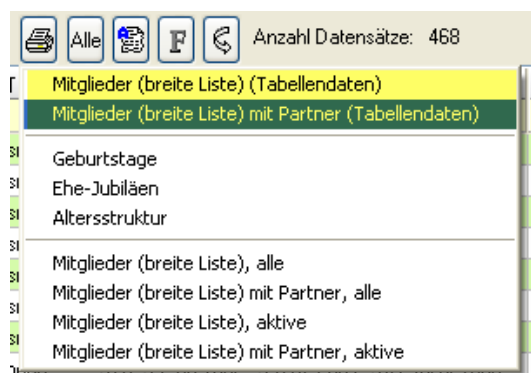 Alle F Anzahl Datensätze: 468
Mitglieder (breite Liste) (Tabellendaten)
Mitglieder (breite Liste) mit Partner (Tabellendaten)
Geburtstage
Ehe-Jubiläen
Altersstruktur
Mitglieder (breite Liste), alle
Mitglieder (breite Liste) mit Partner, alle
Mitglieder (breite Liste), aktive
Mitglieder (breite Liste) mit Partner, aktive